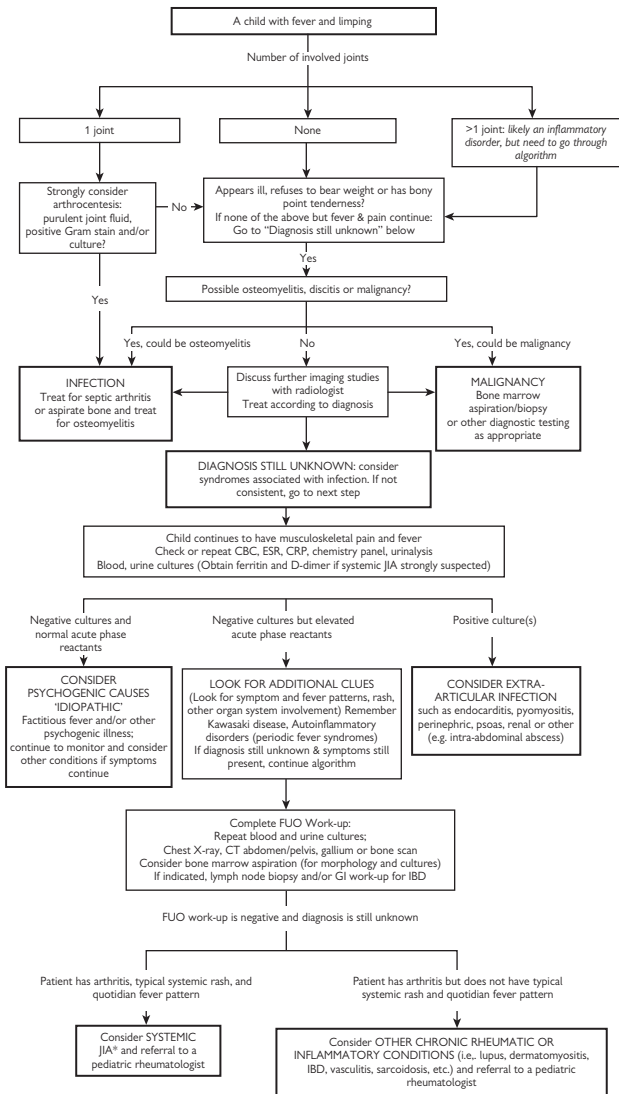 A child with fever and limping
Number of involved joints
1 joint
None
>1 joint: likely an inflammatory
disorder, but need to go through
algorithm
Strongly consider
arthrocentesis:
purulent joint fluid,
positive Gram stain and/or
culture?
No
Appears ill, refuses to bear weight or has bony
point tenderness?
If none of the above but fever & pain continue:
Go to “Diagnosis still unknown” below
Yes
Yes
Possible osteomyelitis, discitis or malignancy?
Yes, could be osteomyelitis
No
Yes, could be malignancy
INFECTION
Treat for septic arthritis
or aspirate bone and treat
for osteomyelitis
Discuss further imaging studies
with radiologist
Treat according to diagnosis
MALIGNANCY
Bone marrow
aspiration/biopsy
or other diagnostic testing
as appropriate
DIAGNOSIS STILL UNKNOWN: consider
syndromes associated with infection. If not
consistent, go to next step
Child continues to have musculoskeletal pain and fever
Check or repeat CBC, ESR, CRP, chemistry panel, urinalysis
Blood, urine cultures (Obtain ferritin and D-dimer if systemic JIA strongly suspected)
Negative cultures and
normal acute phase
reactants
Negative cultures but elevated
acute phase reactants
Positive culture(s)
CONSIDER
PSYCHOGENIC CAUSES
‘IDIOPATHIC’
Factitious fever and/or other
psychogenic illness;
continue to monitor and consider
other conditions if symptoms
continue
LOOK FOR ADDITIONAL CLUES
(Look for symptom and fever patterns, rash,
other organ system involvement) Remember
Kawasaki disease, Autoinflammatory
disorders (periodic fever syndromes)
If diagnosis still unknown & symptoms still
present, continue algorithm
CONSIDER EXTRA-
ARTICULAR INFECTION
such as endocarditis, pyomyositis,
perinephric, psoas, renal or other
(e.g. intra-abdominal abscess)
Complete FUO Work-up:
Repeat blood and urine cultures;
Chest X-ray, CT abdomen/pelvis, gallium or bone scan
Consider bone marrow aspiration (for morphology and cultures)
If indicated, lymph node biopsy and/or GI work-up for IBD
FUO work-up is negative and diagnosis is still unknown
Patient has arthritis, typical systemic rash, and
quotidian fever pattern
Patient has arthritis but does not have typical
systemic rash and quotidian fever pattern
Consider SYSTEMIC
JIA* and referral to a
pediatric rheumatologist
Consider OTHER CHRONIC RHEUMATIC OR
INFLAMMATORY CONDITIONS (i.e,. lupus, dermatomyositis,
IBD, vasculitis, sarcoidosis, etc.) and referral to a pediatric
rheumatologist